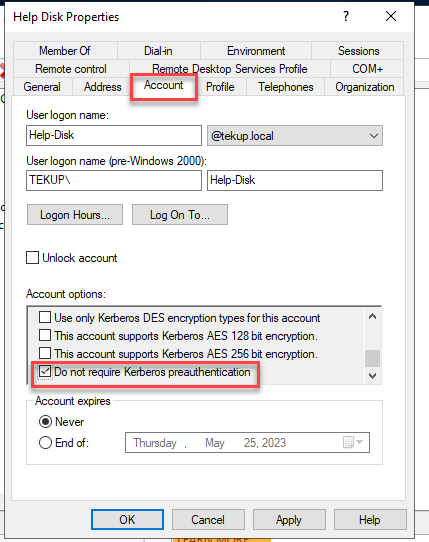 Help Disk Properties
Member Of Dial-in Environment Sessions
Remote control Remote Desktop Services Profile COM+
General Address Account Profile Telephones Organization
User logon name:
Help-Disk @tekup.local
User logon name (pre-Windows 2000):
TEKUP\ Help-Disk
Logon Hours... Log On To...
Unlock account
Account options:
Use only Kerberos DES encryption types for this account
This account supports Kerberos AES 128 bit encryption.
This account supports Kerberos AES 256 bit encryption.
Do not require Kerberos preauthentication
Account expires
Never
End of: Thursday , May 25, 2023
OK Cancel Apply Help
LEARN MORE